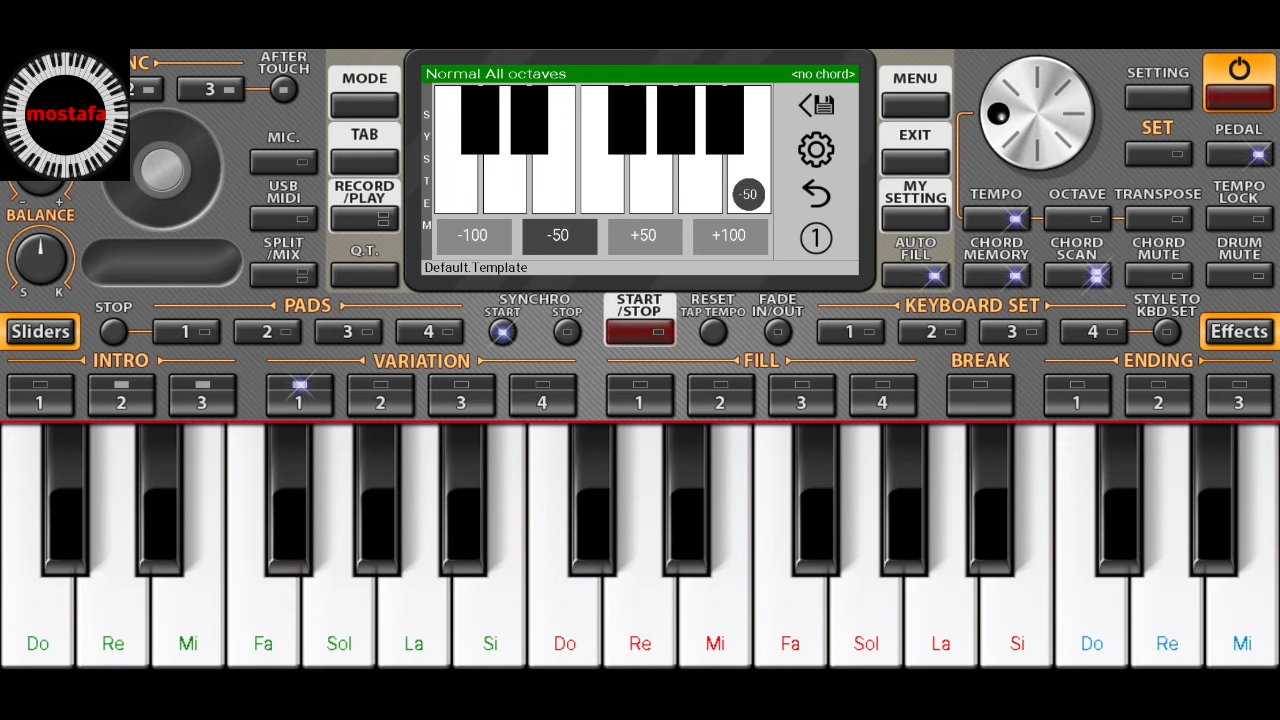 NC
AFTER TOUCH
mostafa
2
3
MIC.
USB MIDI
SPLIT /MIX
BALANCE
- +
S K
MODE
TAB
RECORD /PLAY
Q.T.
Normal All octaves <no chord>
SYSTEM
-50
-100 -50 +50 +100
1
Default.Template
MENU
EXIT
MY SETTING
AUTO FILL
SETTING
SET
PEDAL
TEMPO OCTAVE TRANSPOSE TEMPO LOCK
CHORD MEMORY CHORD SCAN CHORD MUTE DRUM MUTE
STOP PADS SYNCHRO START STOP START /STOP RESET TAP TEMPO FADE IN/OUT KEYBOARD SET STYLE TO KBD SET
Sliders 1 2 3 4 1 2 3 4 Effects
INTRO VARIATION FILL BREAK ENDING
1 2 3 1 2 3 4 1 2 3 4 1 2 3
Do Re Mi Fa Sol La Si Do Re Mi Fa Sol La Si Do Re Mi